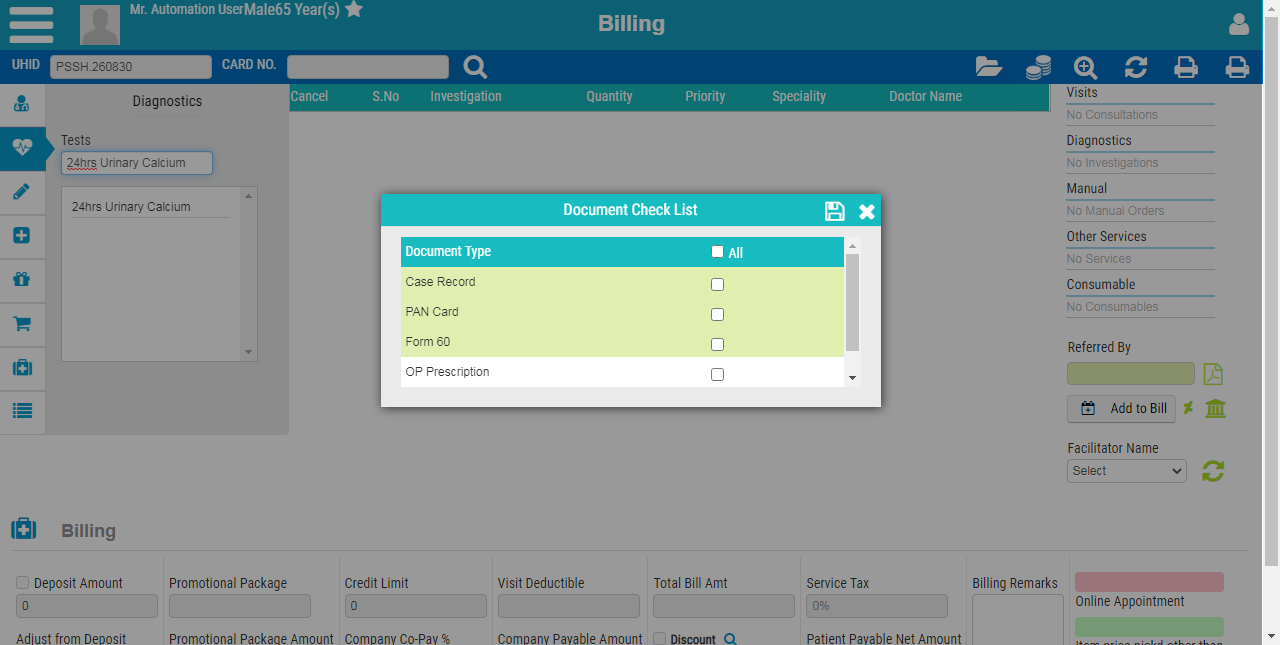 Mr. Automation UserMale65 Year(s)
Billing
UHID PSSH.260830 CARD NO.
Diagnostics
Cancel S.No Investigation Quantity Priority Speciality Doctor Name
Tests
24hrs Urinary Calcium
24hrs Urinary Calcium
Visits
No Consultations
Diagnostics
No Investigations
Manual
No Manual Orders
Other Services
No Services
Consumable
No Consumables
Referred By
Add to Bill
Facilitator Name
Select
Document Check List
Document Type All
Case Record
PAN Card
Form 60
OP Prescription
Billing
Deposit Amount Promotional Package Credit Limit Visit Deductible Total Bill Amt Service Tax Billing Remarks
0 0 0%
Online Appointment
Adjust from Deposit Promotional Package Amount Company Co-Pay % Company Payable Amount Discount Patient Payable Net Amount
Item price pickd other than